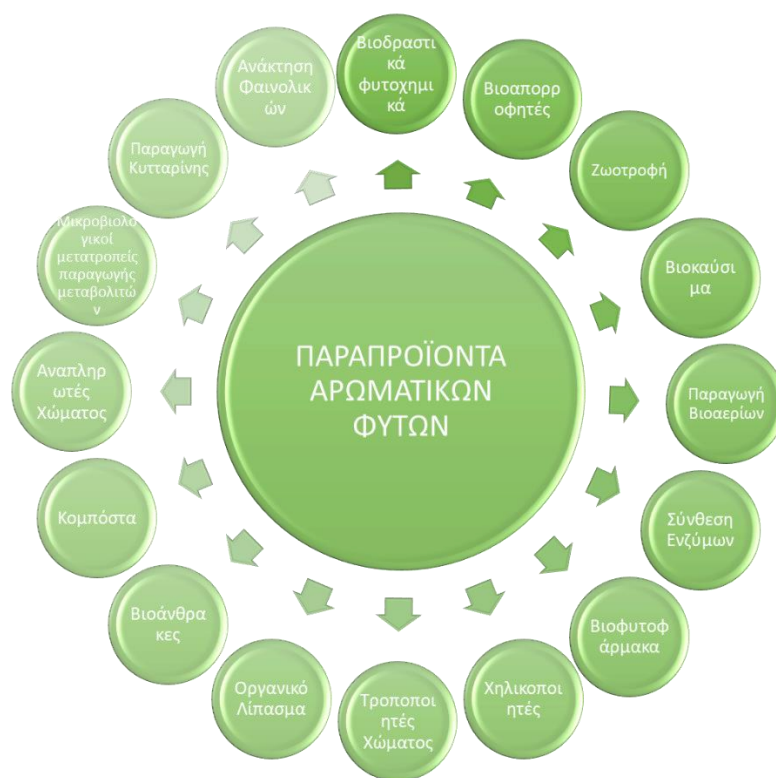 ΠΑΡΑΠΡΟΪΟΝΤΑ
ΑΡΩΜΑΤΙΚΩΝ
ΦΥΤΩΝ
Βιοδραστι
κά
φυτοχημι
κά
Βιοαπορρ
οφητές
Ζωοτροφή
Βιοκαύσι
μα
Παραγωγή
Βιοαερίων
Σύνθεση
Ενζύμων
Βιοφυτοφ
άρμακα
Χηλικοποι
ητές
Τροποποι
ητές
Χώματος
Οργανικό
Λίπασμα
Βιοάνθρα
κες
Κομπόστα
Αναπληρ
ωτές
Χώματος
Μικροβιολο
γικοί
μετατροπείς
παραγωγής
μεταβολιτώ
ν
Παραγωγή
Κυτταρίνης
Ανάκτηση
Φαινολικ
ών